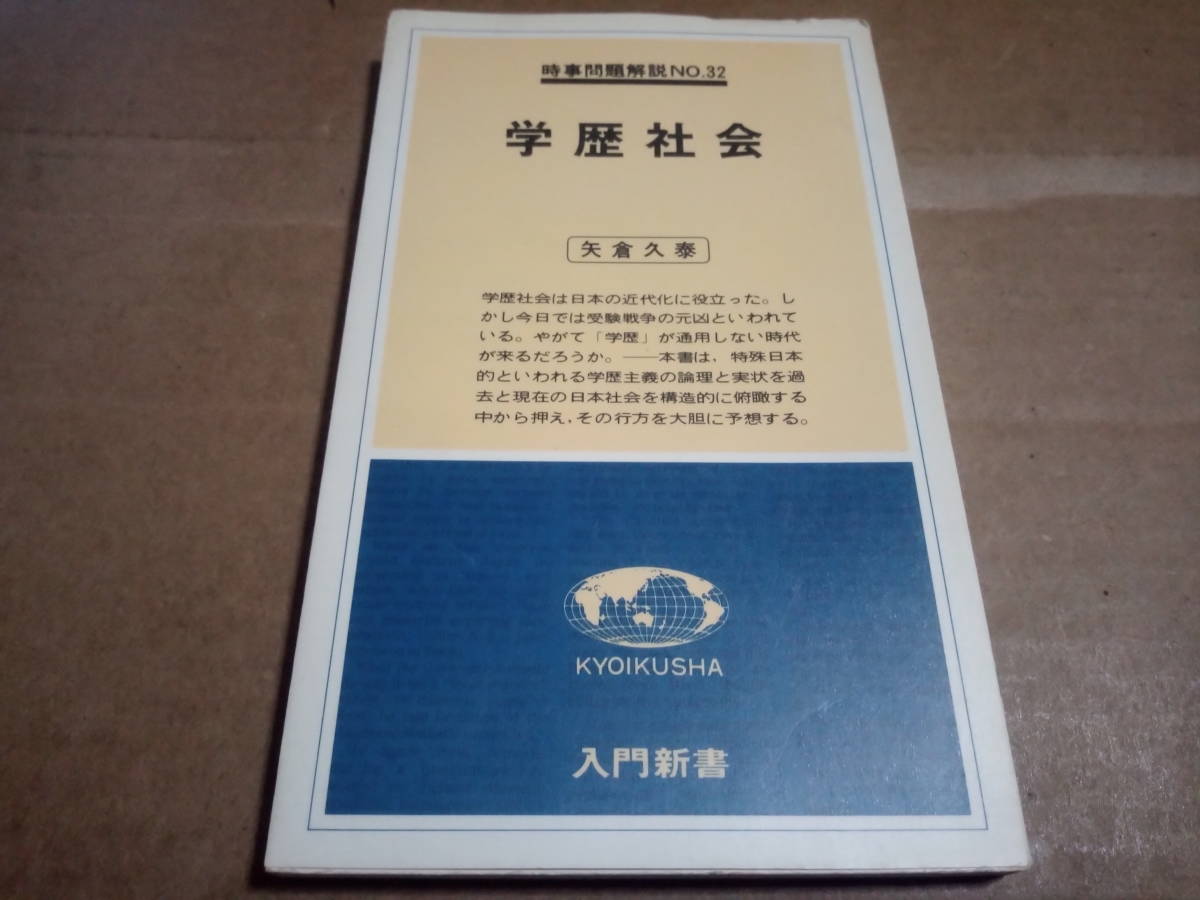 時事問題解説NO.32
学歴社会
矢倉久泰
学歴社会は日本の近代化に役立った。し
かし今日では受験戦争の元凶といわれて
いる。やがて「学歴」が通用しない時代
が来るだろうか。――本書は，特殊日本
的といわれる学歴主義の論理と実状を過
去と現在の日本社会を構造的に俯瞰する
中から押え，その行方を大胆に予想する。
KYOIKUSHA
入門新書